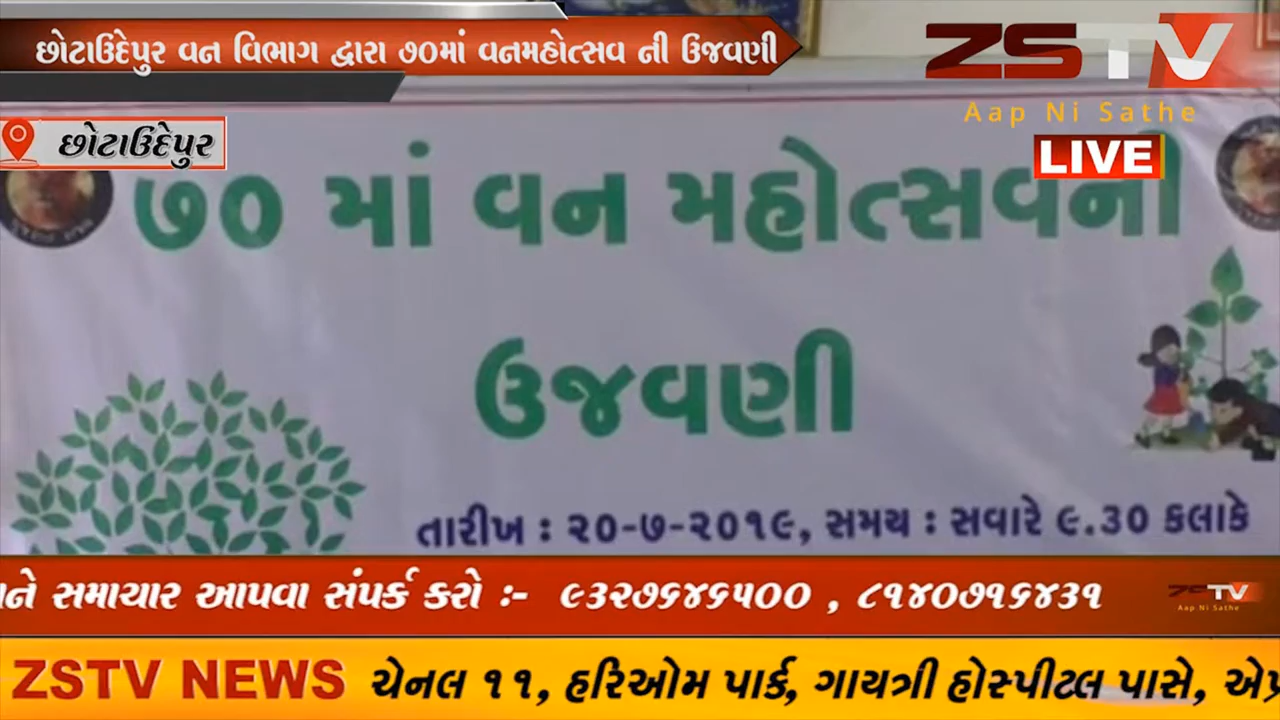 છોટાઉદેપુર વન વિભાગ દ્વારા ૭૦માં વનમહોત્સવ ની ઉજવણી
ZSTV
Aap Ni Sathe
LIVE
છોટાઉદેપુર
૭૦ માં વન મહોત્સવની
ઉજવણી
તારીખ : ૨૦-૭-૨૦૧૯, સમય : સવારે ૯.૩૦ કલાકે
ને સમાચાર આપવા સંપર્ક કરો :- ૯૩૨૭૬૪૬૫૦૦ , ૮૧૪૦૭૧૬૪૩૧
ZSTV
Aap Ni Sathe
ZSTV NEWS ચેનલ ૧૧, હરિઓમ પાર્ક, ગાયત્રી હોસ્પીટલ પાસે, એપ્ર